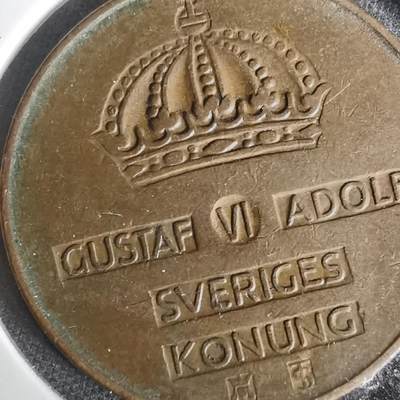 GUSTAF VI ADOLF
SVERIGES
KONUNG